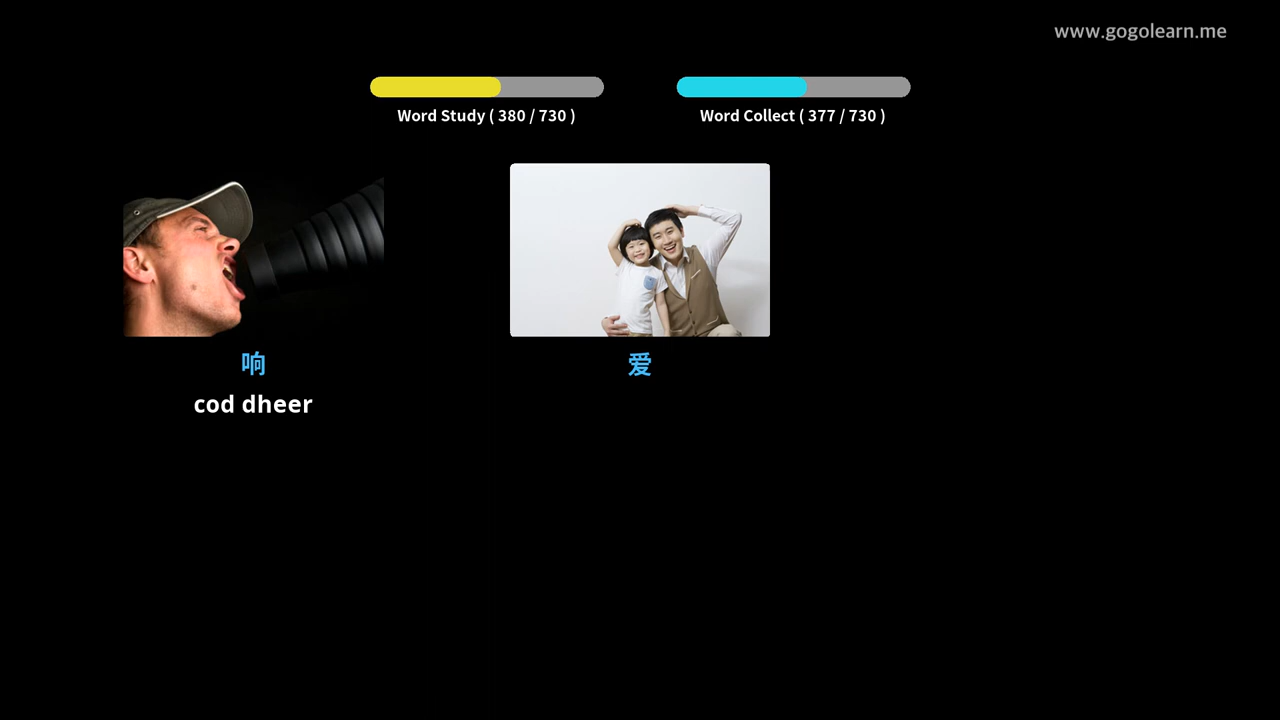 www.gogolearn.me
Word Study ( 380 / 730 )
Word Collect ( 377 / 730 )
响
爱
cod dheer